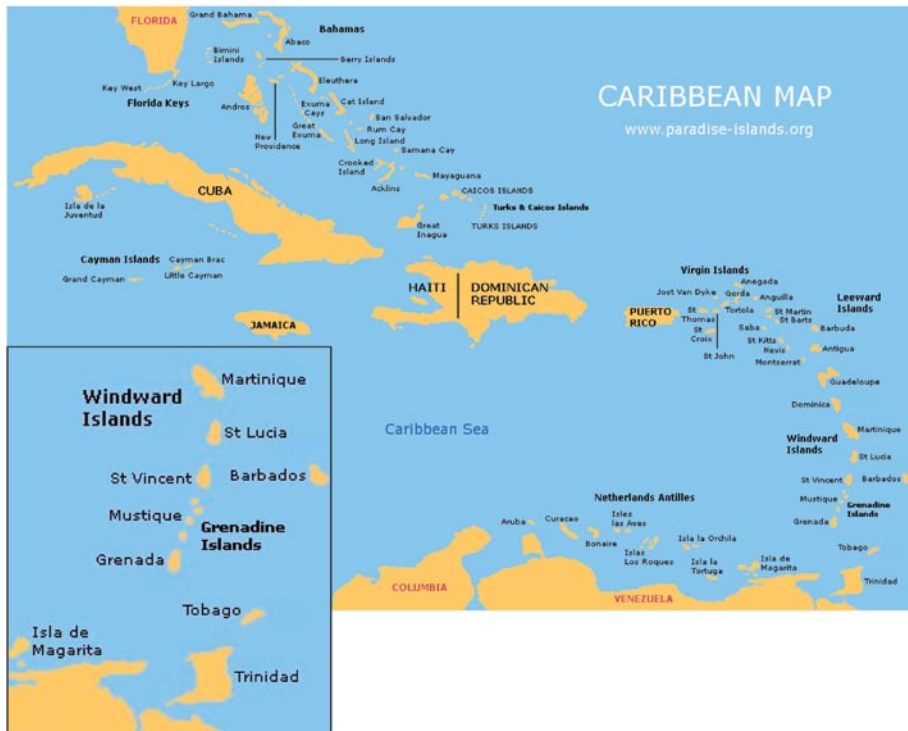 FLORIDA
Grand Bahama
Bahamas
Abaco
Bimini
Islands
Berry Islands
Key West
Key Largo
Florida Keys
Eleuthera
Andros
Exuma
Cays
Cat Island
New
Providence
Great
Exuma
San Salvador
Rum Cay
Long Island
Samana Cay
Crooked
Island
Acklins
Mayaguana
CARIBBEAN MAP
www.paradise-islands.org
CUBA
Isla de la
Juventud
CAICOS ISLANDS
Turks & Caicos Islands
TURKS ISLANDS
Great
Inagua
Cayman Islands
Cayman Brac
Little Cayman
Grand Cayman
JAMAICA
HAITI
DOMINICAN
REPUBLIC
PUERTO
RICO
Virgin Islands
Anegada
Jost Van Dyke
Gorda
Anguilla
St
Thomas
Tortola
St Martin
St Barts
St
Croix
Saba
St John
St Kitts
Nevis
Montserrat
Leeward
Islands
Barbuda
Antigua
Guadeloupe
Dominica
Martinique
Windward
Islands
St Lucia
St Vincent
Barbados
Mustique
Grenadine
Islands
Grenada
Tobago
Trinidad
Caribbean Sea
Netherlands Antilles
Aruba
Curacao
Bonaire
Isles
las Aves
Islas
Los Roques
Isla la Orchila
Isla la
Tortuga
Isla de
Magarita
COLUMBIA
VENEZUELA
Martinique
Windward
Islands
St Lucia
St Vincent
Barbados
Mustique
Grenadine
Islands
Grenada
Tobago
Isla de
Magarita
Trinidad